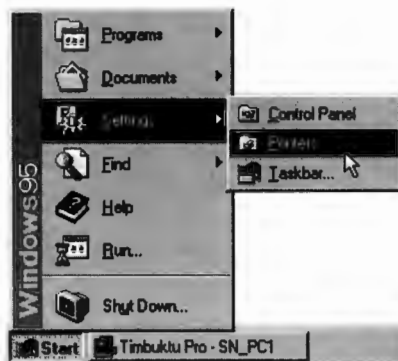 Programs
Documents
Settings
Control Panel
Printers
Find
Taskbar...
Help
Run...
Shut Down...
Windows95
Start
Timbuktu Pro - SN_PC1